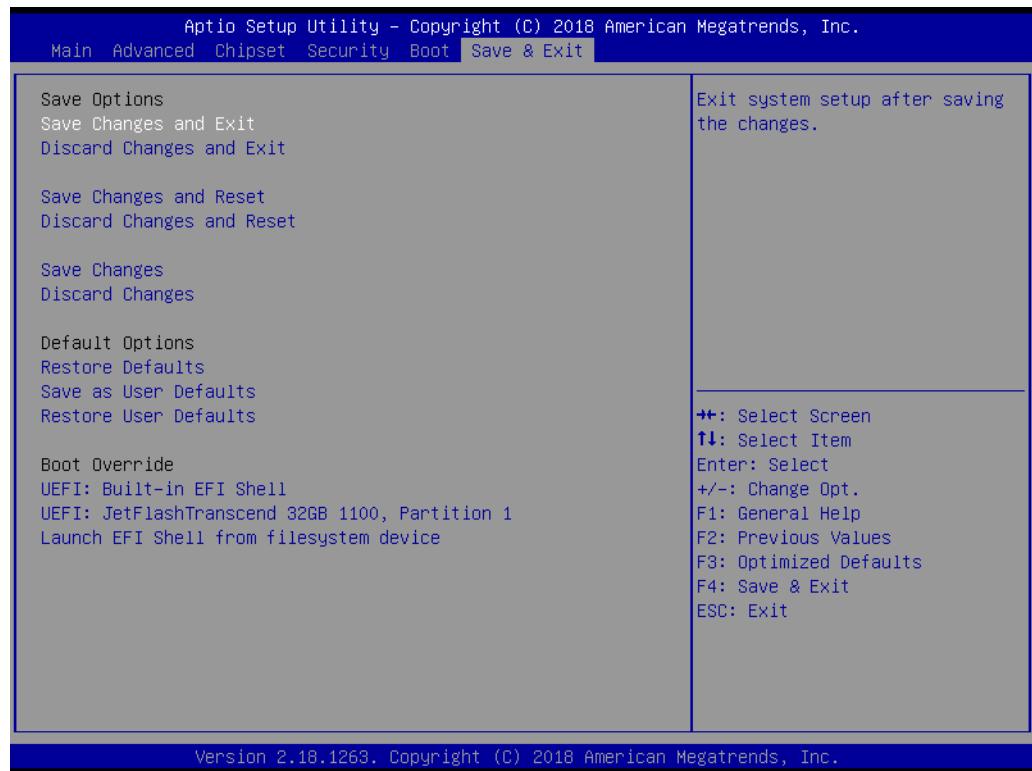 Aptio Setup Utility – Copyright (C) 2018 American Megatrends, Inc.
Main Advanced Chipset Security Boot Save & Exit
Save Options
Save Changes and Exit
Discard Changes and Exit
Save Changes and Reset
Discard Changes and Reset
Save Changes
Discard Changes
Default Options
Restore Defaults
Save as User Defaults
Restore User Defaults
Boot Override
UEFI: Built-in EFI Shell
UEFI: JetFlashTranscend 32GB 1100, Partition 1
Launch EFI Shell from filesystem device
Exit system setup after saving
the changes.
→←: Select Screen
↑↓: Select Item
Enter: Select
+/-: Change Opt.
F1: General Help
F2: Previous Values
F3: Optimized Defaults
F4: Save & Exit
ESC: Exit
Version 2.18.1263. Copyright (C) 2018 American Megatrends, Inc.